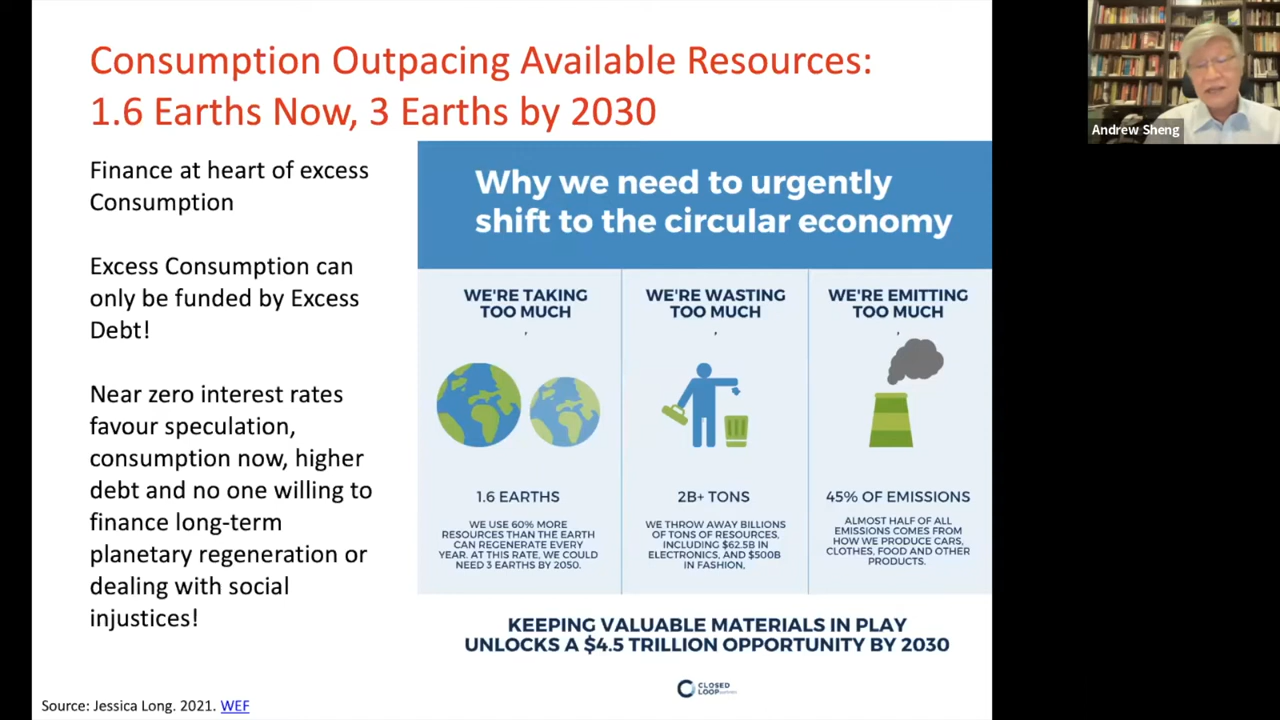 Consumption Outpacing Available Resources:
1.6 Earths Now, 3 Earths by 2030
Finance at heart of excess
Consumption
Excess Consumption can
only be funded by Excess
Debt!
Near zero interest rates
favour speculation,
consumption now, higher
debt and no one willing to
finance long-term
planetary regeneration or
dealing with social
injustices!
Why we need to urgently
shift to the circular economy
WE'RE TAKING
TOO MUCH
,
1.6 EARTHS
WE USE 60% MORE
RESOURCES THAN THE EARTH
CAN REGENERATE EVERY
YEAR. AT THIS RATE, WE COULD
NEED 3 EARTHS BY 2050.
WE'RE WASTING
TOO MUCH
,
2B+ TONS
WE THROW AWAY BILLIONS
OF TONS OF RESOURCES,
INCLUDING $62.5B IN
ELECTRONICS, AND $500B
IN FASHION,
WE'RE EMITTING
TOO MUCH
,
45% OF EMISSIONS
ALMOST HALF OF ALL
EMISSIONS COMES FROM
HOW WE PRODUCE CARS,
CLOTHES, FOOD AND OTHER
PRODUCTS.
KEEPING VALUABLE MATERIALS IN PLAY
UNLOCKS A $4.5 TRILLION OPPORTUNITY BY 2030
CLOSED
LOOP
Source: Jessica Long. 2021. WEF
Andrew Sheng